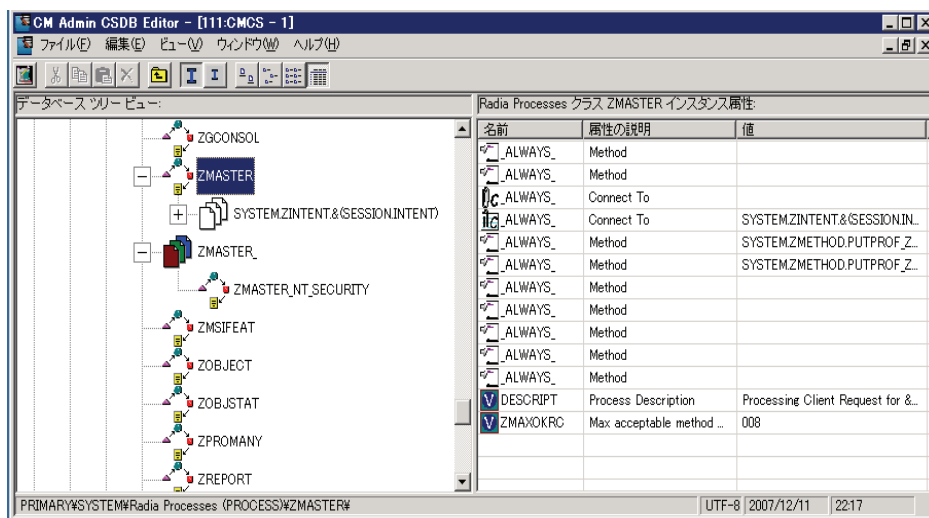 CM Admin CSDB Editor - [111:CMCS - 1]
ファイル(F) 編集(E) ビュー(V) ウィンドウ(W) ヘルプ(H)
データベース ツリー ビュー:
ZGCONSOL
ZMASTER
SYSTEM.ZINTENT.&(SESSION.INTENT)
ZMASTER_
ZMASTER_NT_SECURITY
ZMSIFEAT
ZOBJECT
ZOBJSTAT
ZPROMANY
ZREPORT
Radia Processes クラス ZMASTER インスタンス属性:
名前 属性の説明 値
_ALWAYS_ Method
_ALWAYS_ Method
_ALWAYS_ Connect To
_ALWAYS_ Connect To SYSTEM.ZINTENT.&(SESSION.IN...
_ALWAYS_ Method SYSTEM.ZMETHOD.PUTPROF_Z...
_ALWAYS_ Method SYSTEM.ZMETHOD.PUTPROF_Z...
_ALWAYS_ Method
_ALWAYS_ Method
_ALWAYS_ Method
_ALWAYS_ Method
_ALWAYS_ Method
DESCRIPT Process Description Processing Client Request for &...
ZMAXOKRC Max acceptable method ... 008
PRIMARY¥SYSTEM¥Radia Processes (PROCESS)¥ZMASTER¥ UTF-8 2007/12/11 22:17